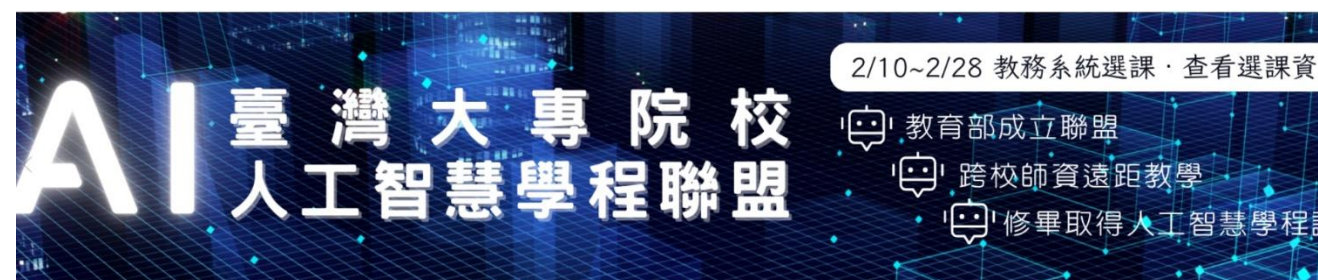 AI
臺灣大專院校
人工智慧學程聯盟
2/10~2/28 教務系統選課‧查看選課資
教育部成立聯盟
跨校師資遠距教學
修畢取得人工智慧學程